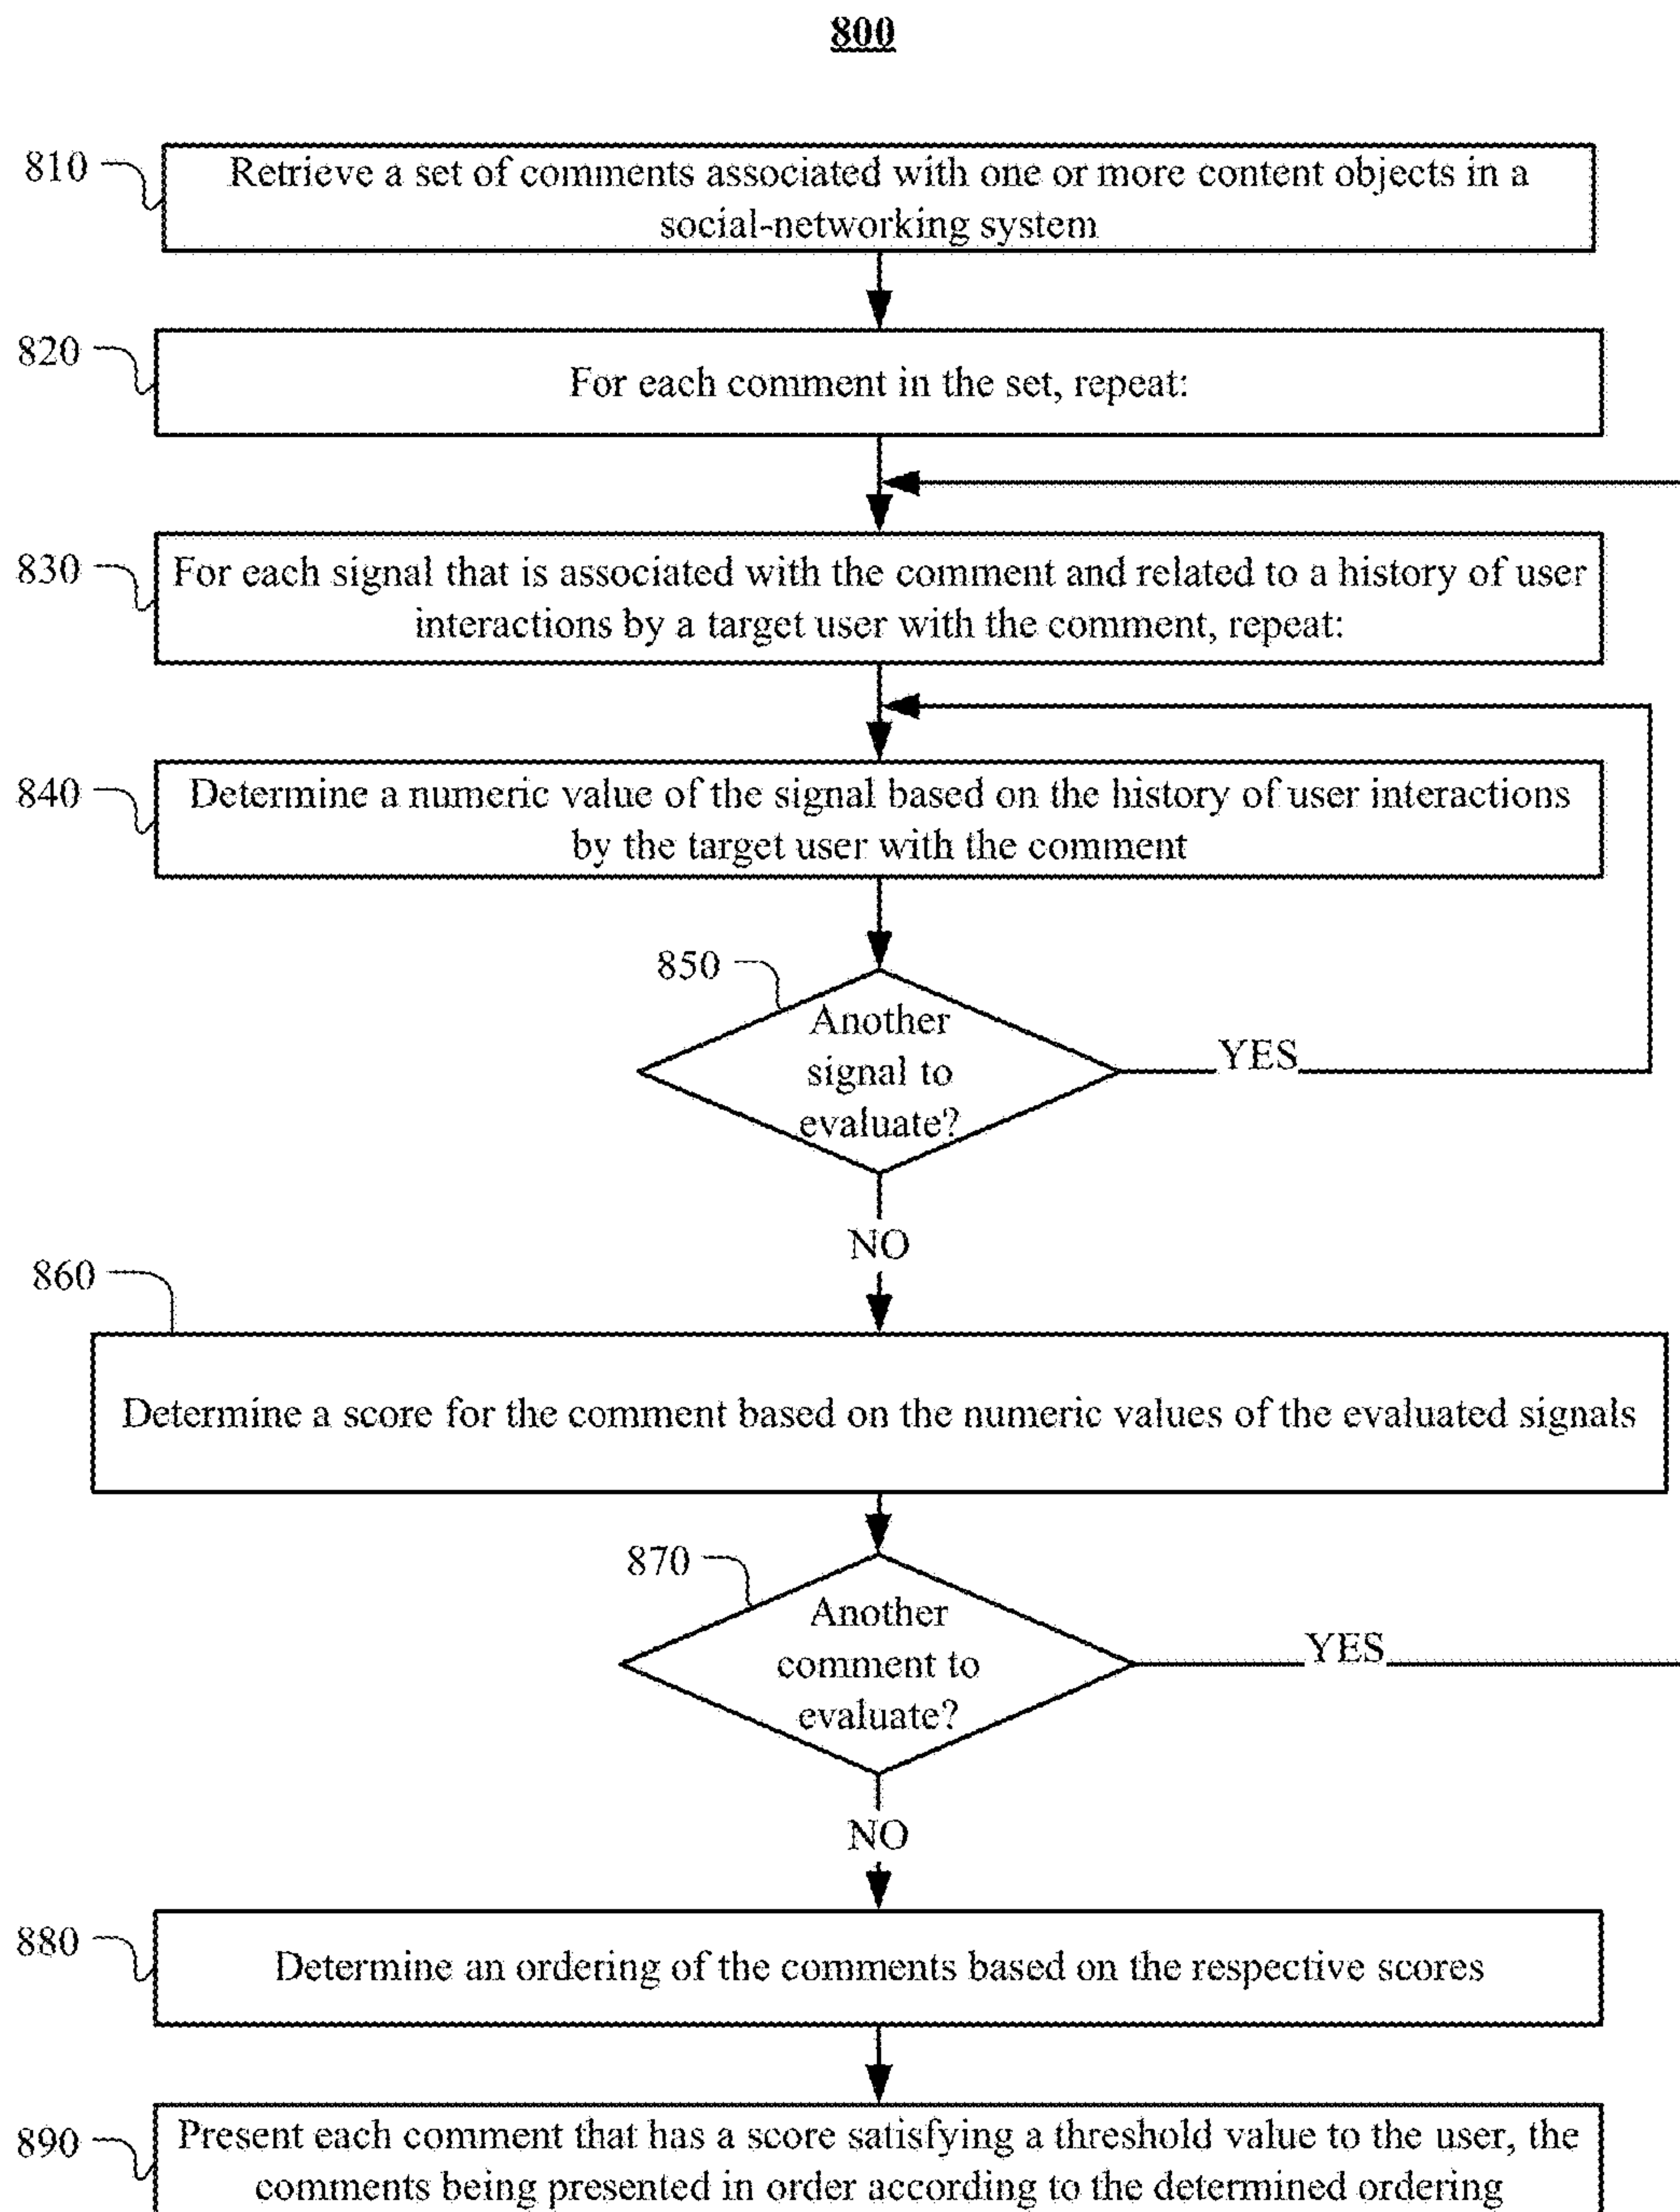 800
810
Retrieve a set of comments associated with one or more content objects in a
social-networking system
820
For each comment in the set, repeat:
830
For each signal that is associated with the comment and related to a history of user
interactions by a target user with the comment, repeat:
840
Determine a numeric value of the signal based on the history of user interactions
by the target user with the comment
850
Another
signal to
evaluate?
YES
NO
860
Determine a score for the comment based on the numeric values of the evaluated signals
870
Another
comment to
evaluate?
YES
NO
880
Determine an ordering of the comments based on the respective scores
890
Present each comment that has a score satisfying a threshold value to the user, the
comments being presented in order according to the determined ordering